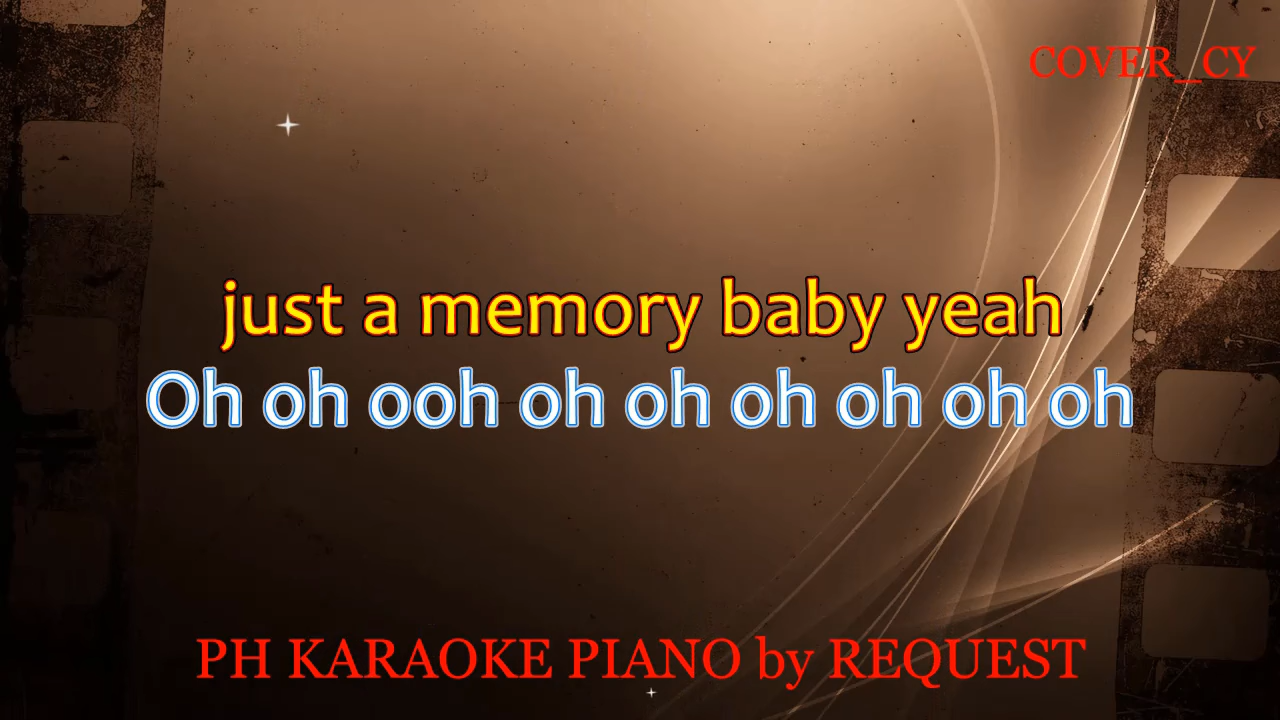 COVER_CY
just a memory baby yeah
Oh oh ooh oh oh oh oh oh oh
PH KARAOKE PIANO by REQUEST